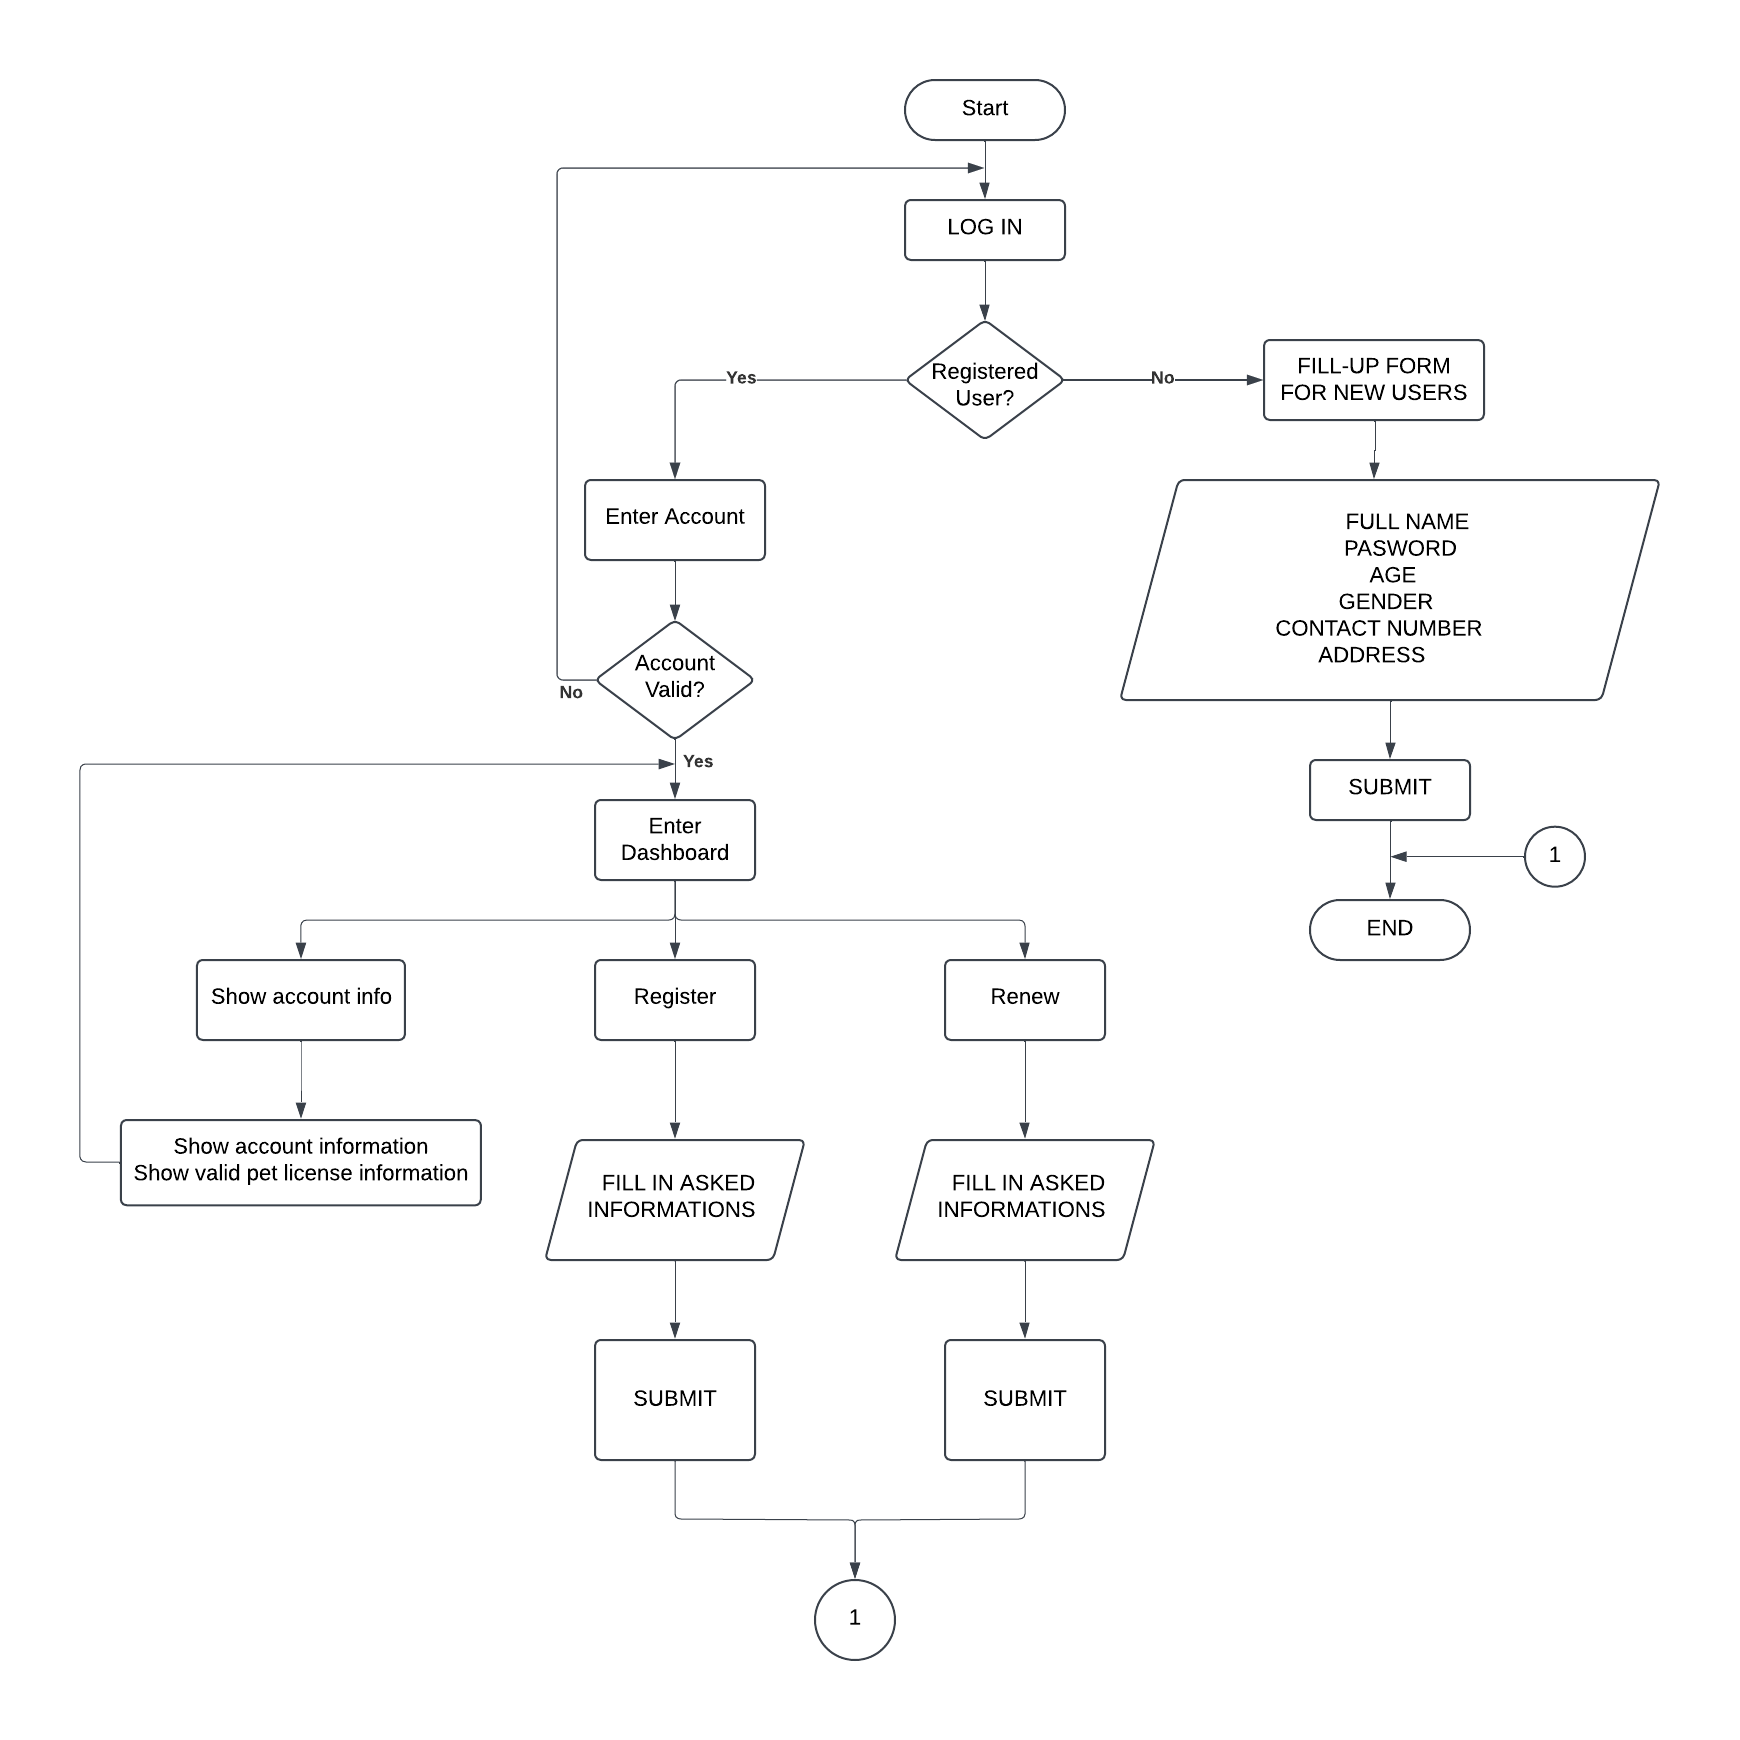 Start
LOG IN
Registered
User?
Yes
No
FILL-UP FORM
FOR NEW USERS
Enter Account
FULL NAME
PASWORD
AGE
GENDER
CONTACT NUMBER
ADDRESS
Account
Valid?
No
Yes
SUBMIT
Enter
Dashboard
1
END
Show account info
Register
Renew
Show account information
Show valid pet license information
FILL IN ASKED
INFORMATIONS
FILL IN ASKED
INFORMATIONS
SUBMIT
SUBMIT
1